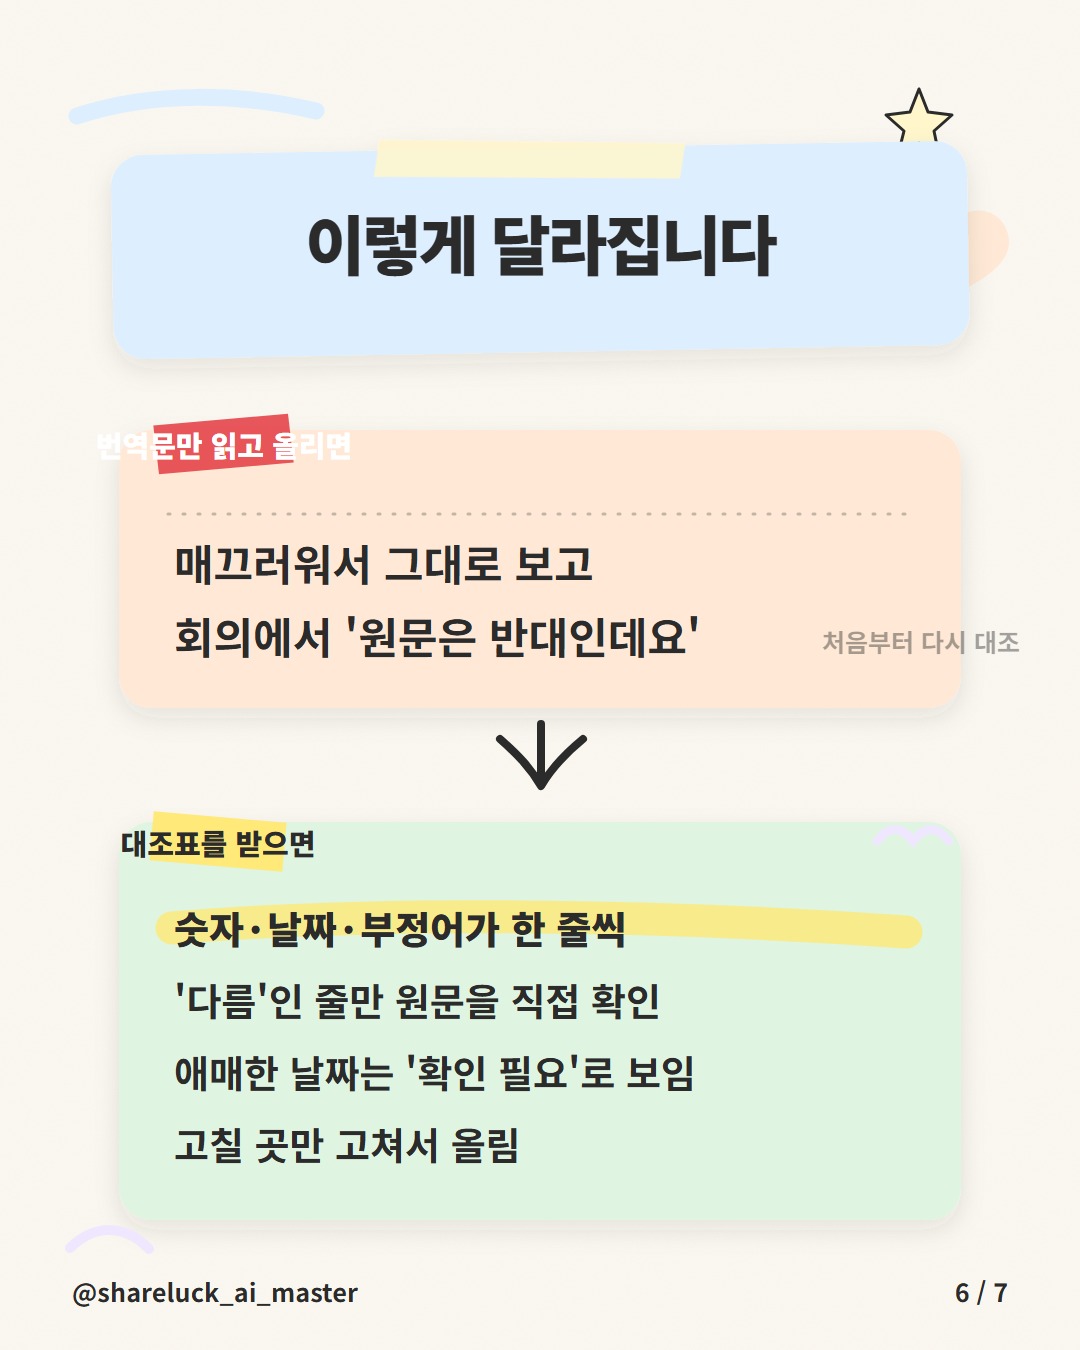 이렇게 달라집니다
번역문만 읽고 올리면
매끄러워서 그대로 보고
회의에서 '원문은 반대인데요'
처음부터 다시 대조
대조표를 받으면
숫자·날짜·부정어가 한 줄씩
'다름'인 줄만 원문을 직접 확인
애매한 날짜는 '확인 필요'로 보임
고칠 곳만 고쳐서 올림
@shareluck_ai_master
6 / 7